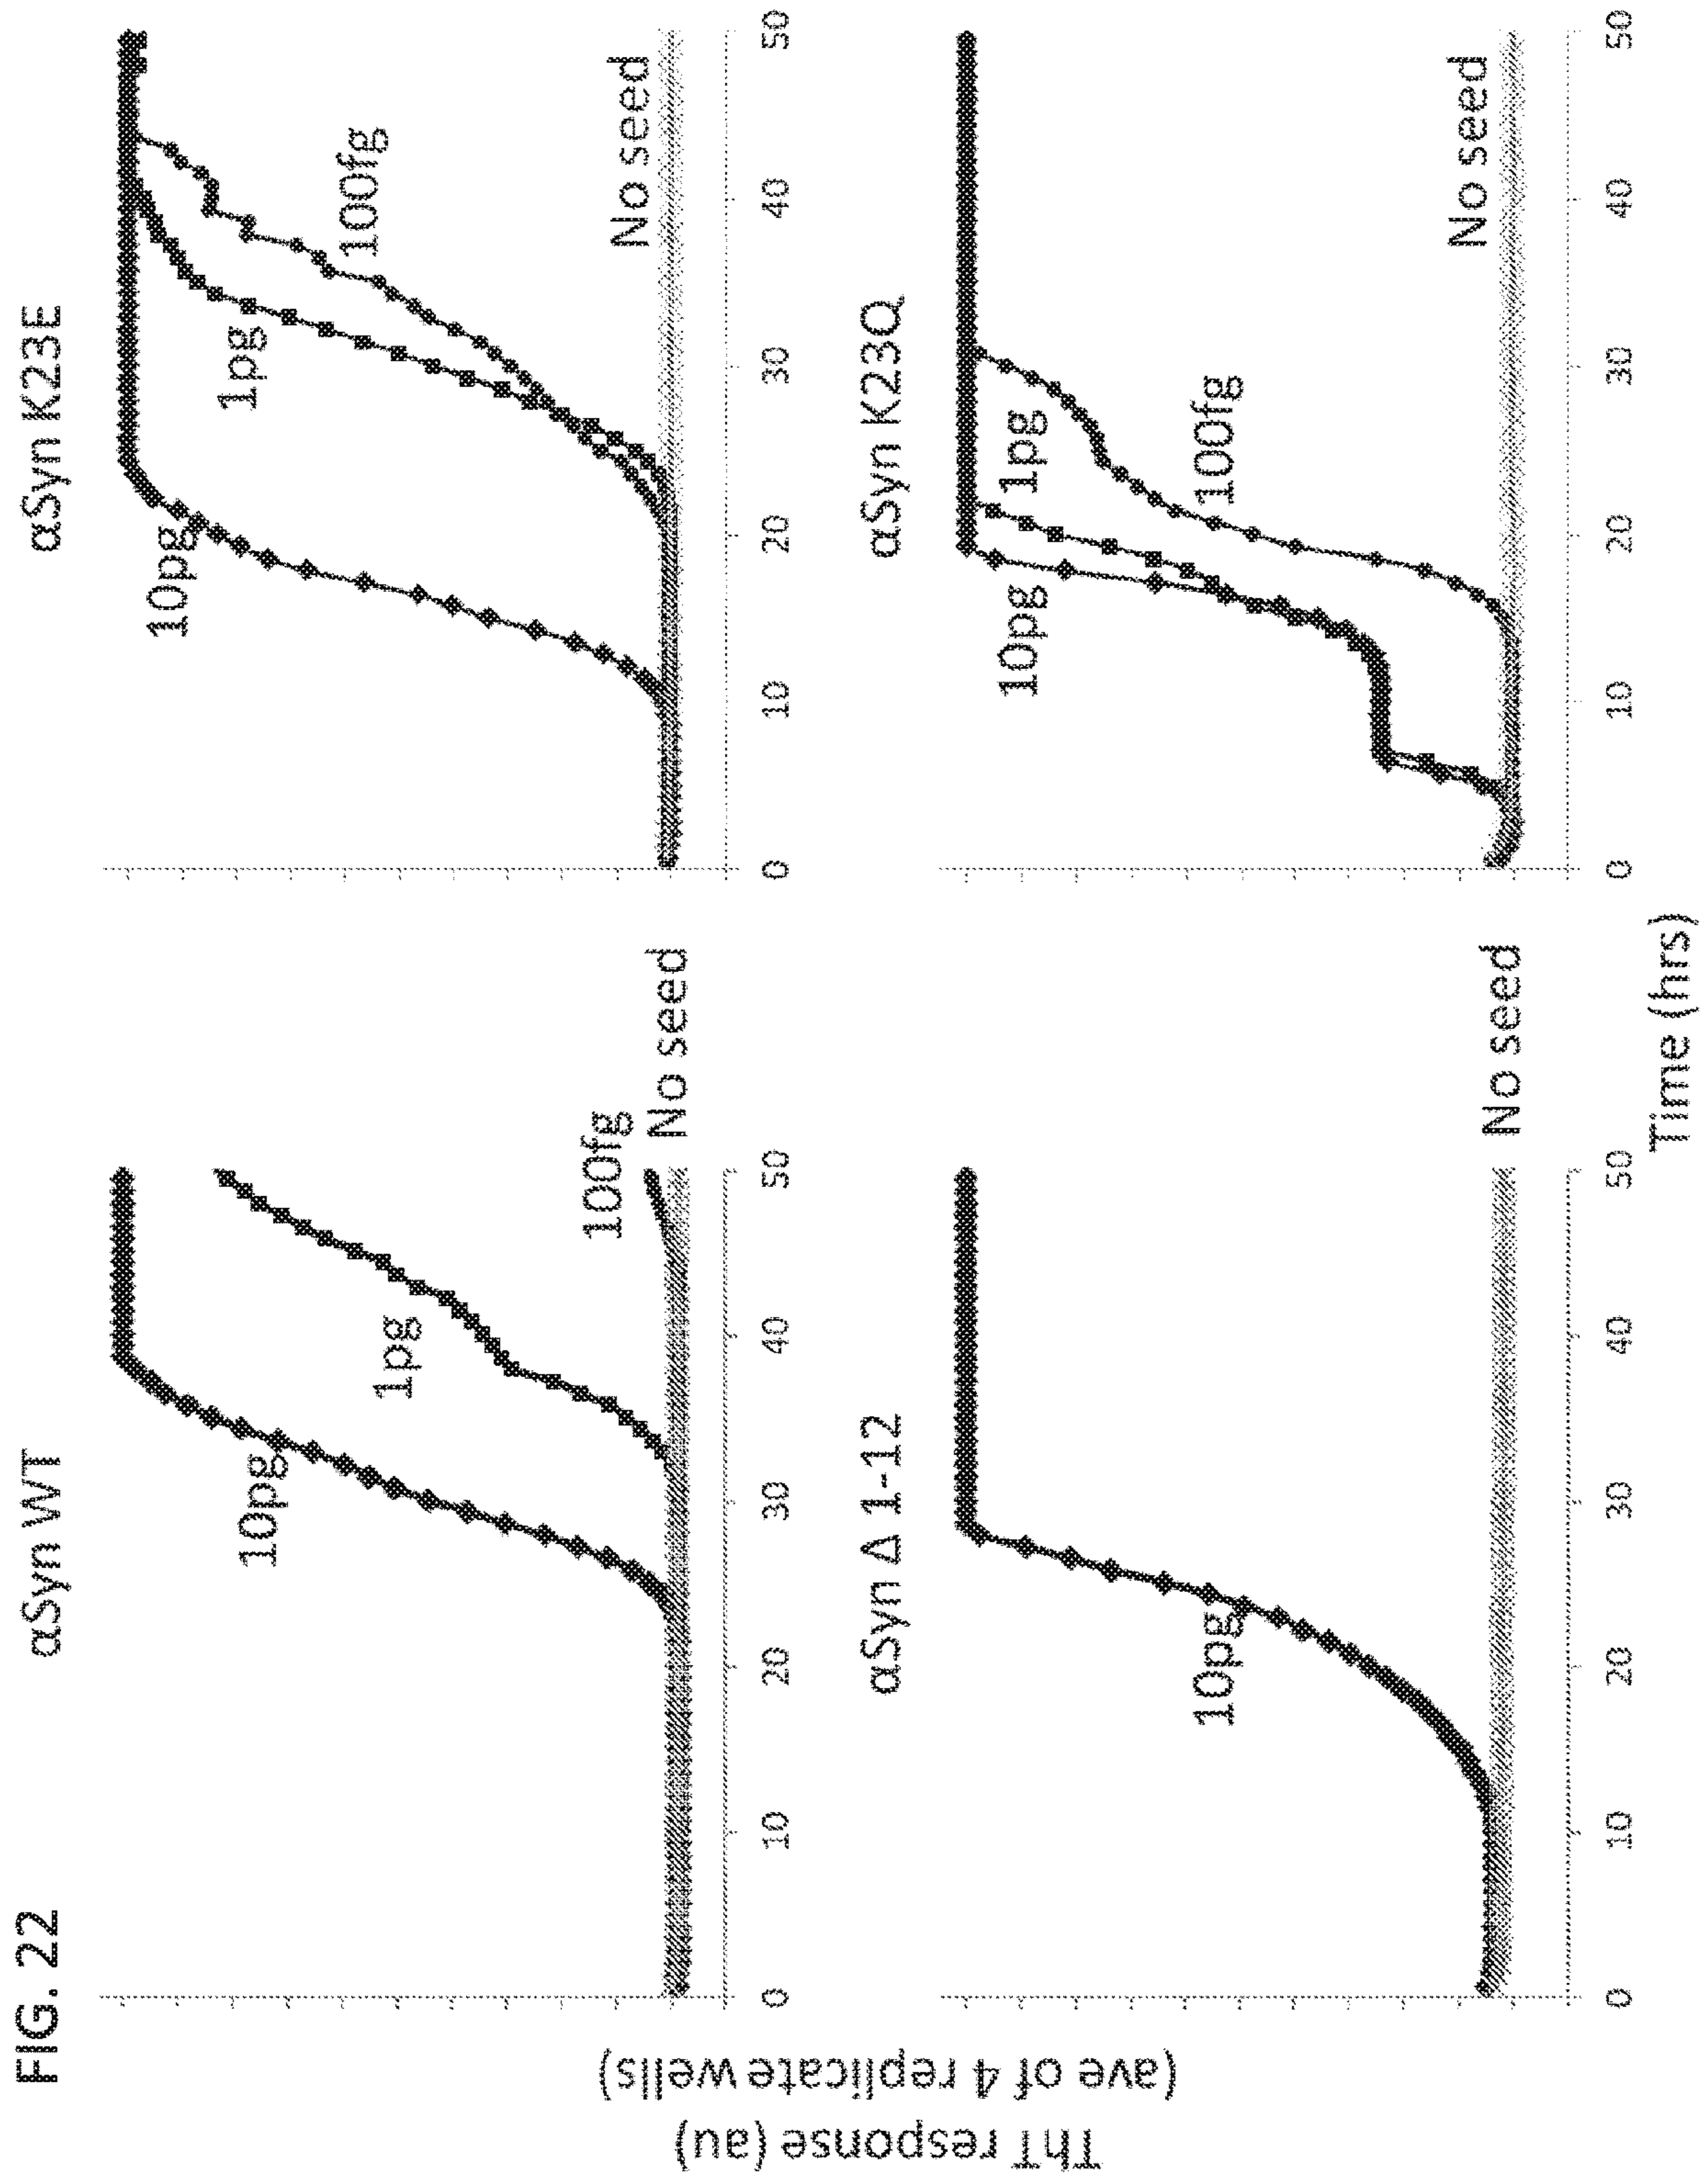 FIG. 22
αSyn WT
10pg
1pg
100fg
No seed
0 10 20 30 40 50
αSyn K23E
10pg
1pg
100fg
No seed
0 10 20 30 40 50
αSyn Δ 1-12
10pg
No seed
0 10 20 30 40 50
αSyn K23Q
10pg
1pg
100fg
No seed
0 10 20 30 40 50
Time (hrs)
ThT response (au)
(ave of 4 replicate wells)